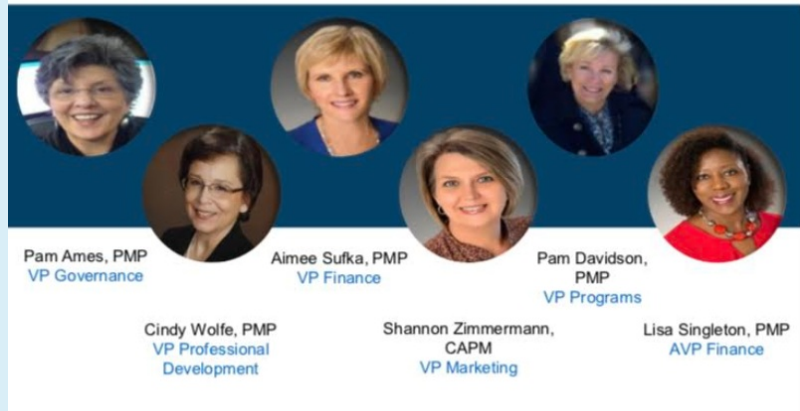 Pam Ames, PMP
VP Governance
Aimee Sufka, PMP
VP Finance
Pam Davidson,
PMP
VP Programs
Cindy Wolfe, PMP
VP Professional
Development
Shannon Zimmermann,
CAPM
VP Marketing
Lisa Singleton, PMP
AVP Finance